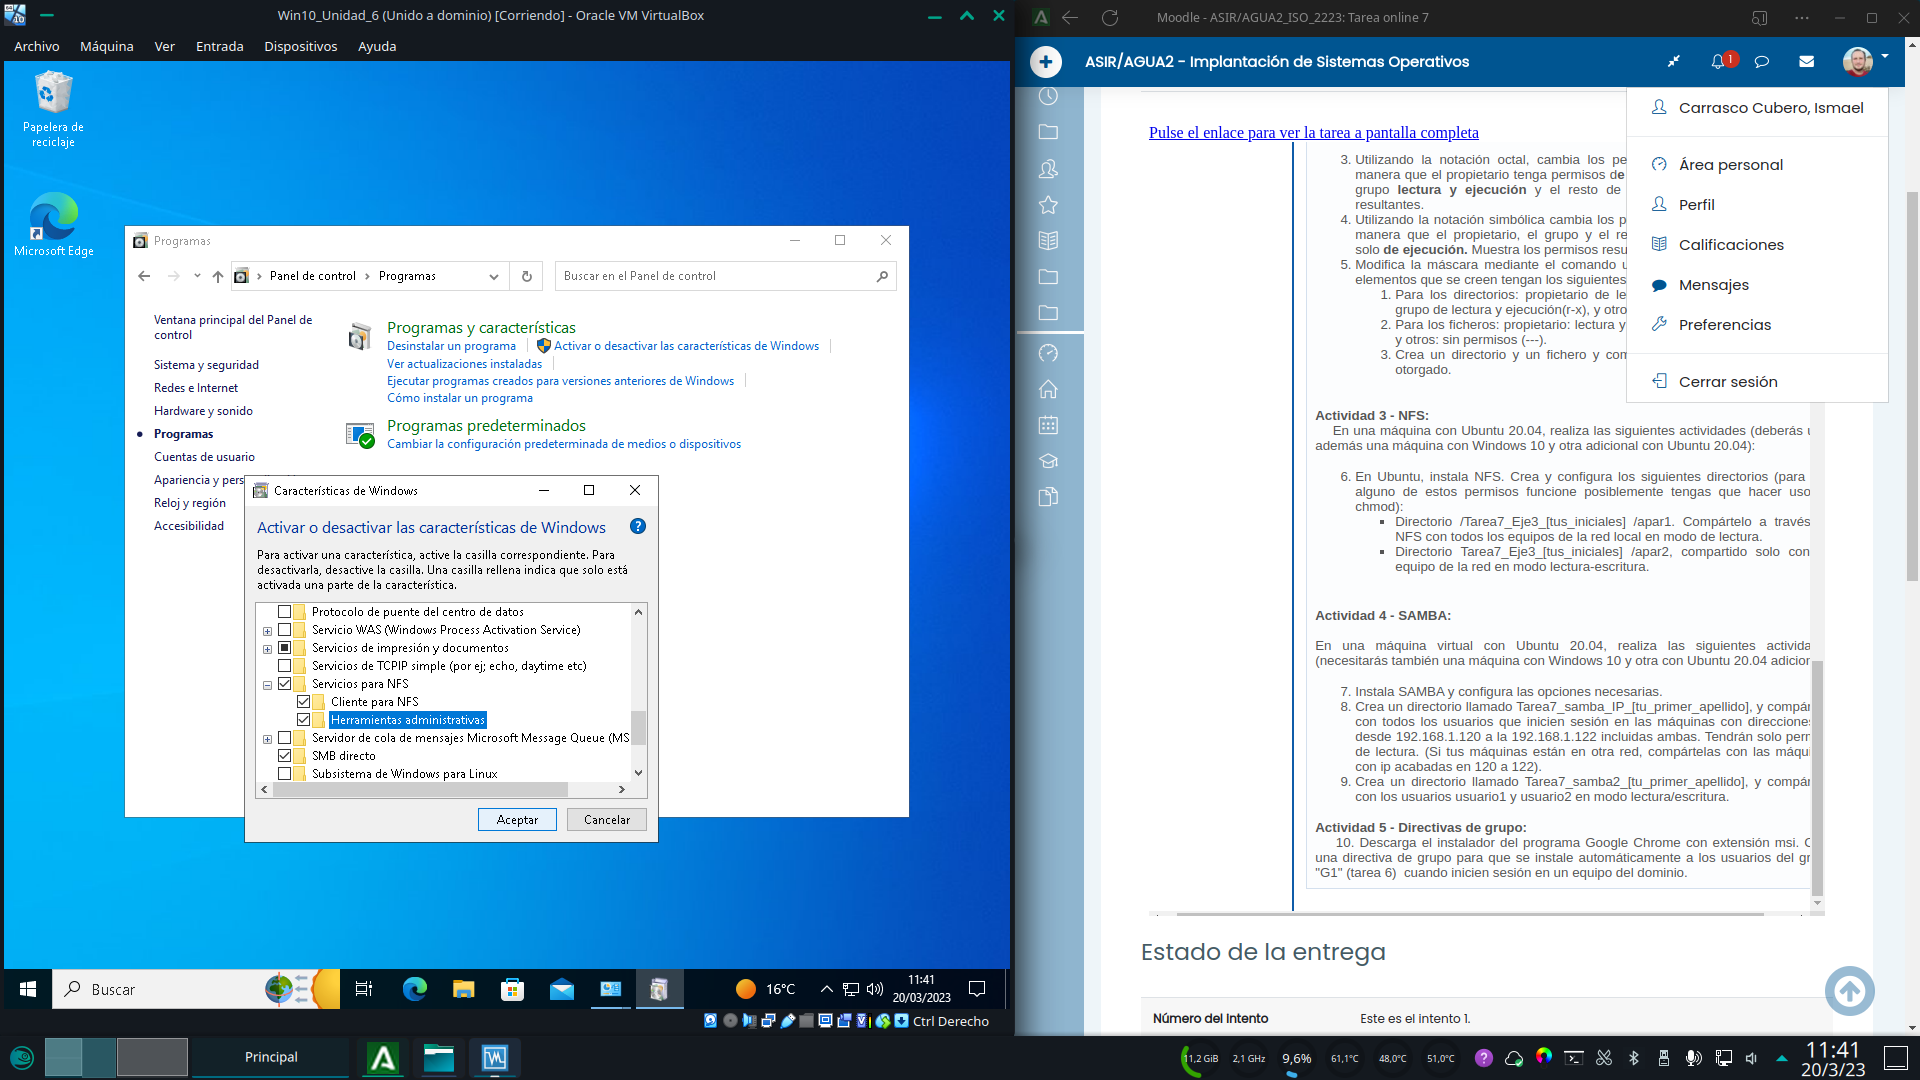 Win10_Unidad_6 (Unido a dominio) [Corriendo] - Oracle VM VirtualBox
Archivo Máquina Ver Entrada Dispositivos Ayuda
Papelera de
reciclaje
Microsoft Edge
Programas
Panel de control Programas
Buscar en el Panel de control
Ventana principal del Panel de
control
Sistema y seguridad
Redes e Internet
Hardware y sonido
Programas
Cuentas de usuario
Apariencia y pers
Reloj y región
Accesibilidad
Programas y características
Desinstalar un programa
Activar o desactivar las características de Windows
Ver actualizaciones instaladas
Ejecutar programas creados para versiones anteriores de Windows
Cómo instalar un programa
Programas predeterminados
Cambiar la configuración predeterminada de medios o dispositivos
Características de Windows
Activar o desactivar las características de Windows
Para activar una característica, active la casilla correspondiente. Para
desactivarla, desactive la casilla. Una casilla rellena indica que solo está
activada una parte de la característica.
Protocolo de puente del centro de datos
Servicio WAS (Windows Process Activation Service)
Servicios de impresión y documentos
Servicios de TCPIP simple (por ej; echo, daytime etc)
Servicios para NFS
Cliente para NFS
Herramientas administrativas
Servidor de cola de mensajes Microsoft Message Queue (MS
SMB directo
Subsistema de Windows para Linux
Aceptar
Cancelar
Buscar
16°C
11:41
20/03/2023
Ctrl Derecho
Moodle - ASIR/AGUA2_ISO_2223: Tarea online 7
ASIR/AGUA2 - Implantación de Sistemas Operativos
1
Carrasco Cubero, Ismael
Área personal
Perfil
Calificaciones
Mensajes
Preferencias
Cerrar sesión
Pulse el enlace para ver la tarea a pantalla completa
3. Utilizando la notación octal, cambia los pe
manera que el propietario tenga permisos de
grupo lectura y ejecución y el resto de
resultantes.
4. Utilizando la notación simbólica cambia los p
manera que el propietario, el grupo y el re
solo de ejecución. Muestra los permisos resu
5. Modifica la máscara mediante el comando u
elementos que se creen tengan los siguientes
1. Para los directorios: propietario de le
grupo de lectura y ejecución(r-x), y otro
2. Para los ficheros: propietario: lectura y
y otros: sin permisos (---).
3. Crea un directorio y un fichero y com
otorgado.
Actividad 3 - NFS:
En una máquina con Ubuntu 20.04, realiza las siguientes actividades (deberás u
además una máquina con Windows 10 y otra adicional con Ubuntu 20.04):
6. En Ubuntu, instala NFS. Crea y configura los siguientes directorios (para
alguno de estos permisos funcione posiblemente tengas que hacer uso
chmod):
Directorio /Tarea7_Eje3_[tus_iniciales] /apar1. Compártelo a través
NFS con todos los equipos de la red local en modo de lectura.
Directorio Tarea7_Eje3_[tus_iniciales] /apar2, compartido solo con
equipo de la red en modo lectura-escritura.
Actividad 4 - SAMBA:
En una máquina virtual con Ubuntu 20.04, realiza las siguientes activida
(necesitarás también una máquina con Windows 10 y otra con Ubuntu 20.04 adicion
7. Instala SAMBA y configura las opciones necesarias.
8. Crea un directorio llamado Tarea7_samba_IP_[tu_primer_apellido], y compár
con todos los usuarios que inicien sesión en las máquinas con direcciones
desde 192.168.1.120 a la 192.168.1.122 incluidas ambas. Tendrán solo perm
de lectura. (Si tus máquinas están en otra red, compártelas con las máqui
con ip acabadas en 120 a 122).
9. Crea un directorio llamado Tarea7_samba2_[tu_primer_apellido], y compár
con los usuarios usuario1 y usuario2 en modo lectura/escritura.
Actividad 5 - Directivas de grupo:
10. Descarga el instalador del programa Google Chrome con extensión msi. C
una directiva de grupo para que se instale automáticamente a los usuarios del gr
"G1" (tarea 6) cuando inicien sesión en un equipo del dominio.
Estado de la entrega
Número del Intento
Este es el intento 1.
Principal
11,2 GiB
2,1 GHz
9,6%
61,1°C
48,0°C
51,0°C
11:41
20/3/23